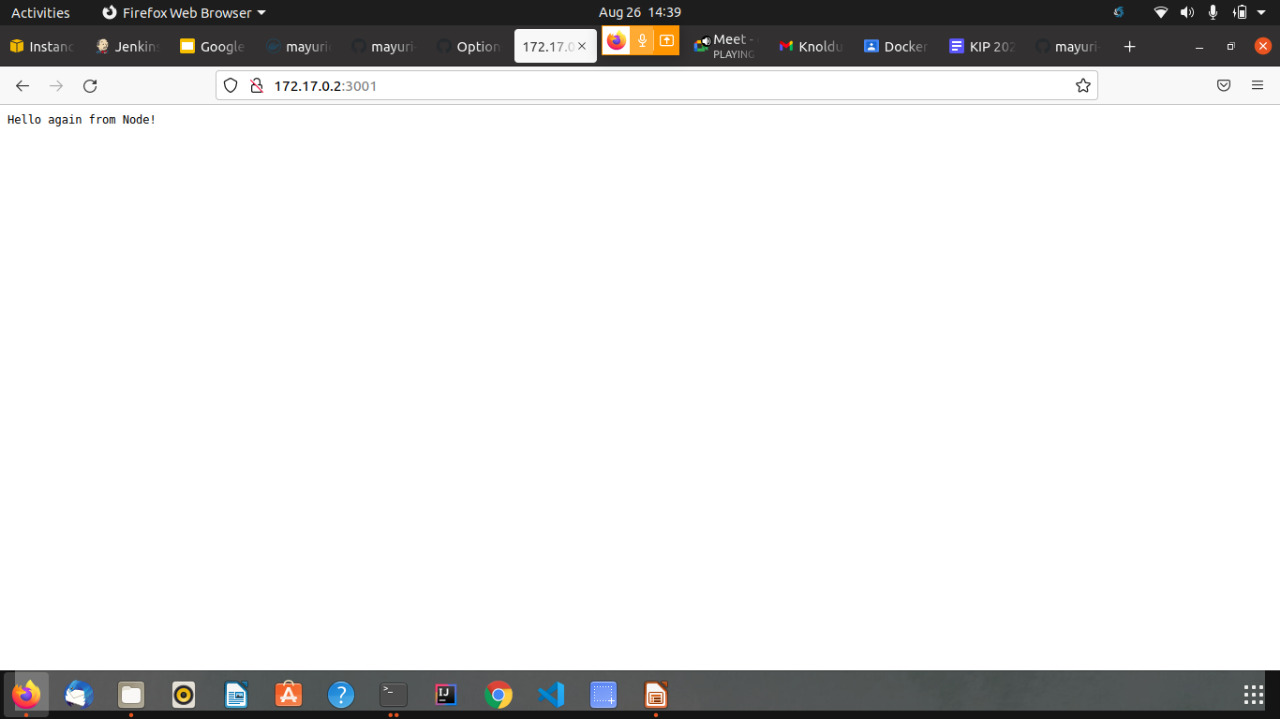 Activities Firefox Web Browser Aug 26 14:39
Instanc Jenkins Google mayuri mayuri- Option 172.17.0 Meet - Knoldu Docker KIP 202 mayuri-
PLAYING
172.17.0.2:3001
Hello again from Node!